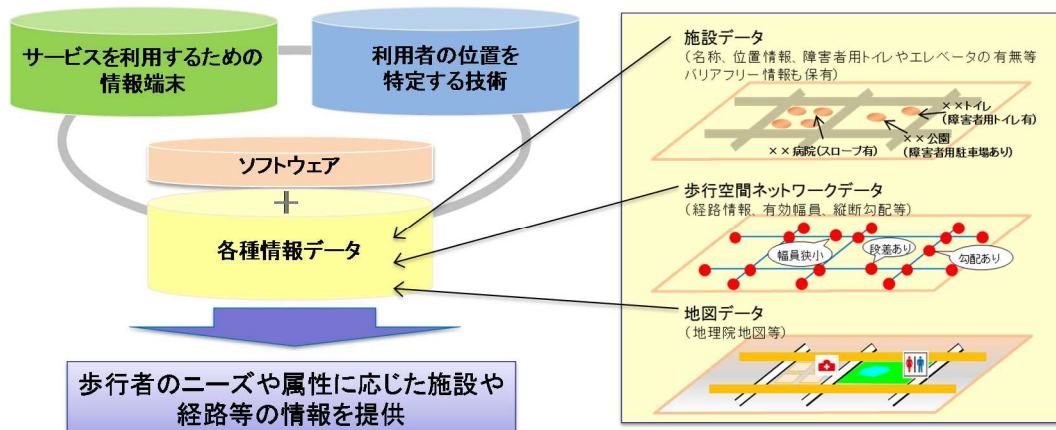 サービスを利用するための
情報端末
利用者の位置を
特定する技術
ソフトウェア
+
各種情報データ
歩行者のニーズや属性に応じた施設や
経路等の情報を提供
施設データ
(名称、位置情報、障害者用トイレやエレベータの有無等
バリアフリー情報も保有)
××トイレ
(障害者用トイレ有)
××公園
(障害者用駐車場あり)
××病院(スロープ有)
歩行空間ネットワークデータ
(経路情報、有効幅員、縦断勾配等)
幅員狭小
段差あり
勾配あり
地図データ
(地理院地図等)